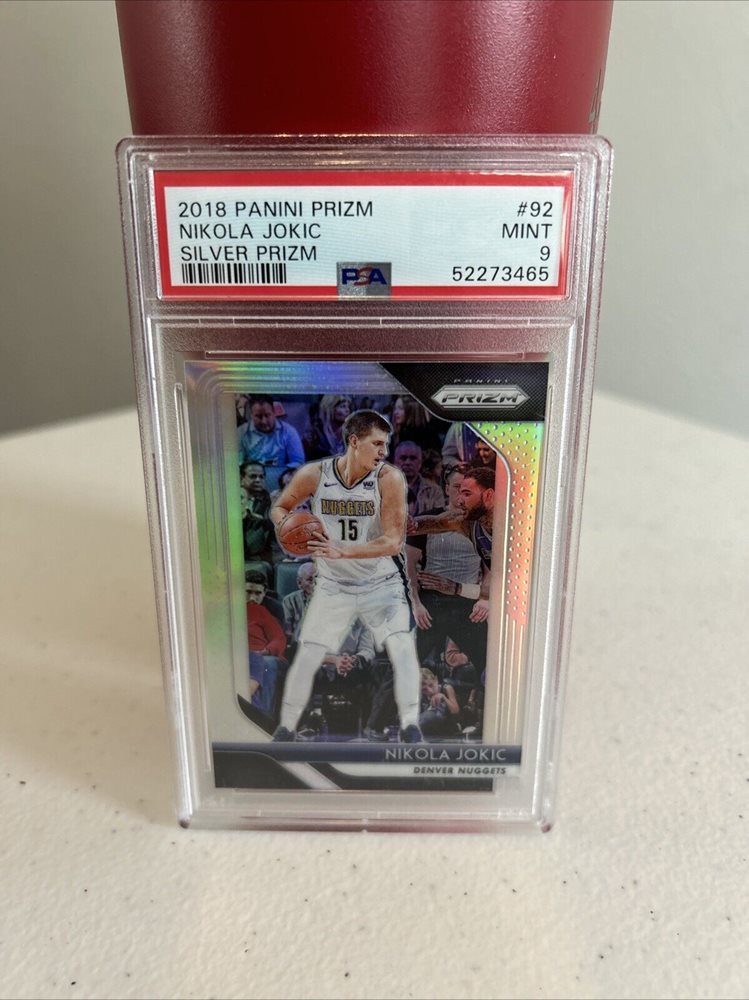 2018 PANINI PRIZM #92
NIKOLA JOKIC MINT
SILVER PRIZM 9
PSA 52273465
PANINI
PRIZM
NUGGETS
15
NIKOLA JOKIC
DENVER NUGGETS